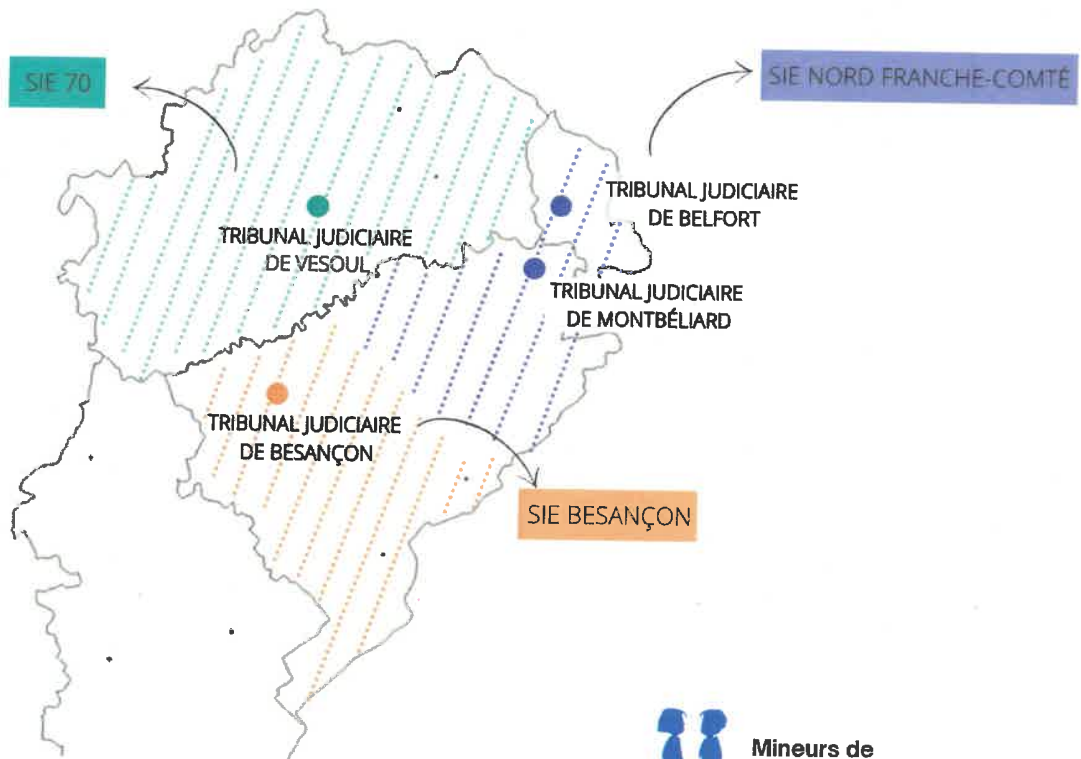 SIE 70
SIE NORD FRANCHE-COMTÉ
TRIBUNAL JUDICIAIRE
DE BELFORT
TRIBUNAL JUDICIAIRE
DE VESOUL
TRIBUNAL JUDICIAIRE
DE MONTBÉLIARD
TRIBUNAL JUDICIAIRE
DE BESANÇON
SIE BESANÇON
Mineurs de